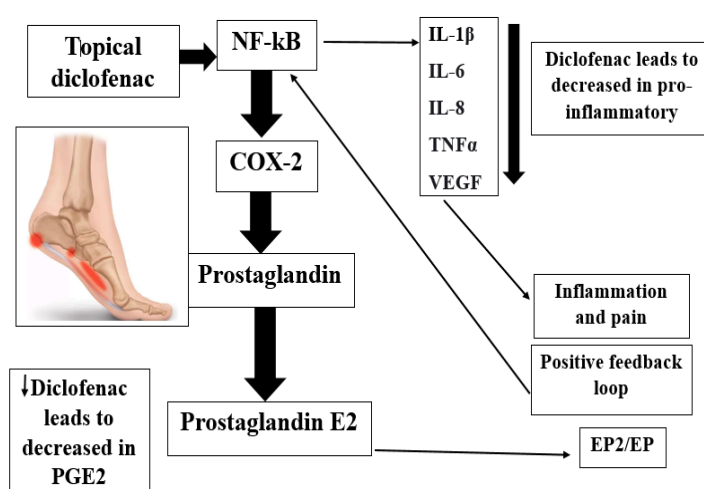 Topical
diclofenac
NF-kB
IL-1β
IL-6
IL-8
TNFα
VEGF
Diclofenac leads to
decreased in pro-
inflammatory
COX-2
Prostaglandin
Inflammation
and pain
Positive feedback
loop
↓Diclofenac
leads to
decreased in
PGE2
Prostaglandin E2
EP2/EP